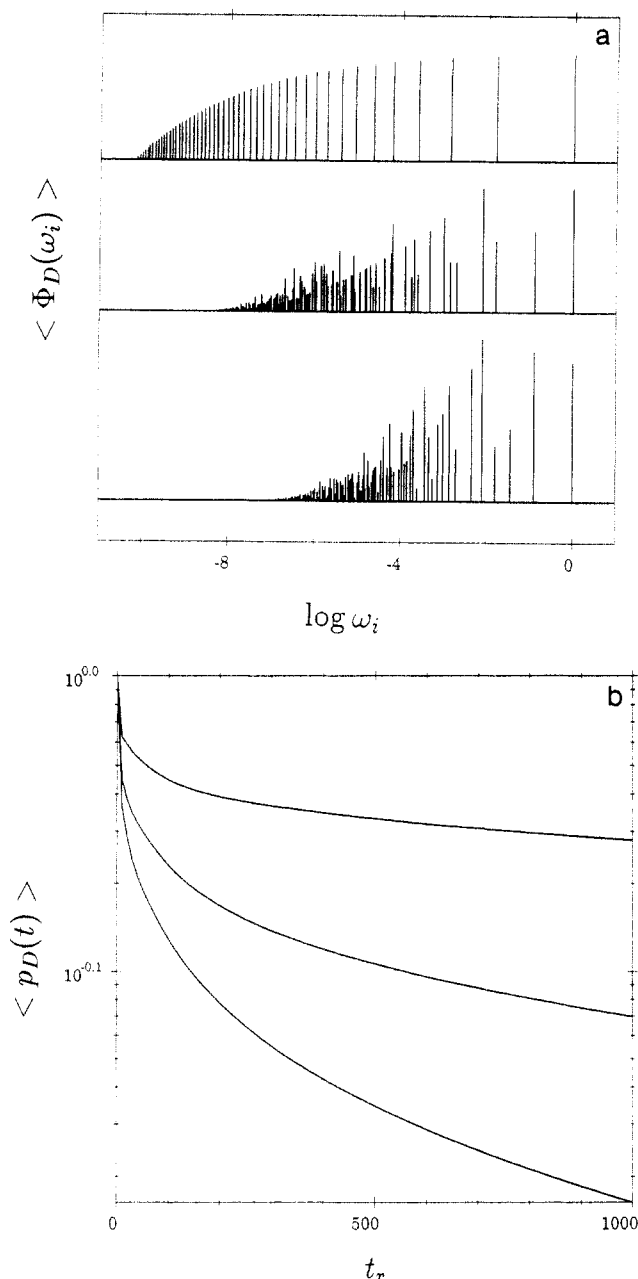 a
< Φ_D(ω_i) >
-8 -4 0
log ω_i
b
10^0.0
< p_D(t) >
10^-0.1
0 500 1000
t_r